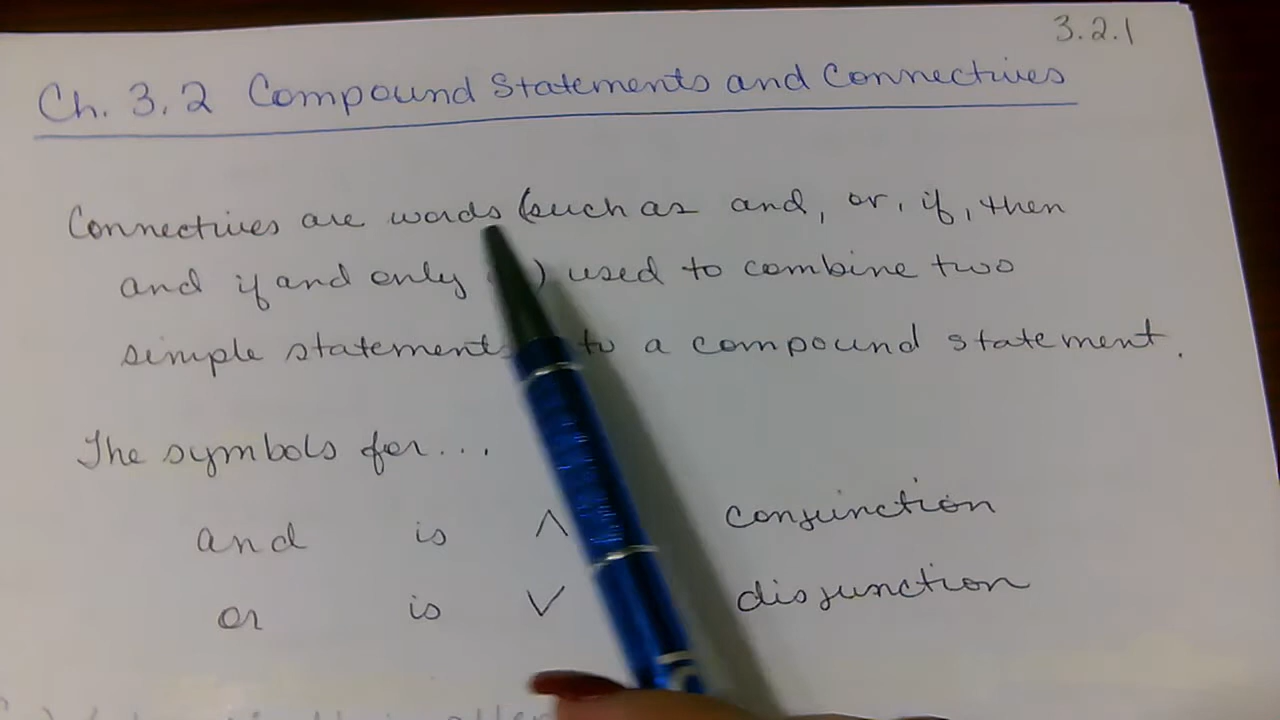 3.2.1
Ch. 3.2 Compound Statements and Connectives
Connectives are words (such as and, or, if, then
and if and only ) used to combine two
simple statements to a compound statement.
The symbols for...
and is ∧ conjunction
or is ∨ disjunction